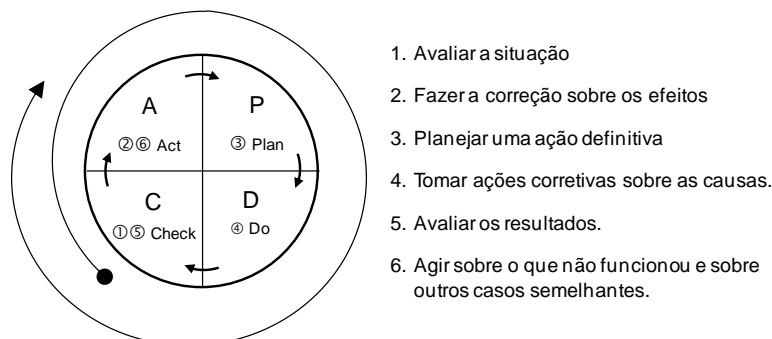 A
②⑥ Act
P
③ Plan
C
①⑤ Check
D
④ Do
1. Avaliar a situação
2. Fazer a correção sobre os efeitos
3. Planejar uma ação definitiva
4. Tomar ações corretivas sobre as causas.
5. Avaliar os resultados.
6. Agir sobre o que não funcionou e sobre
outros casos semelhantes.